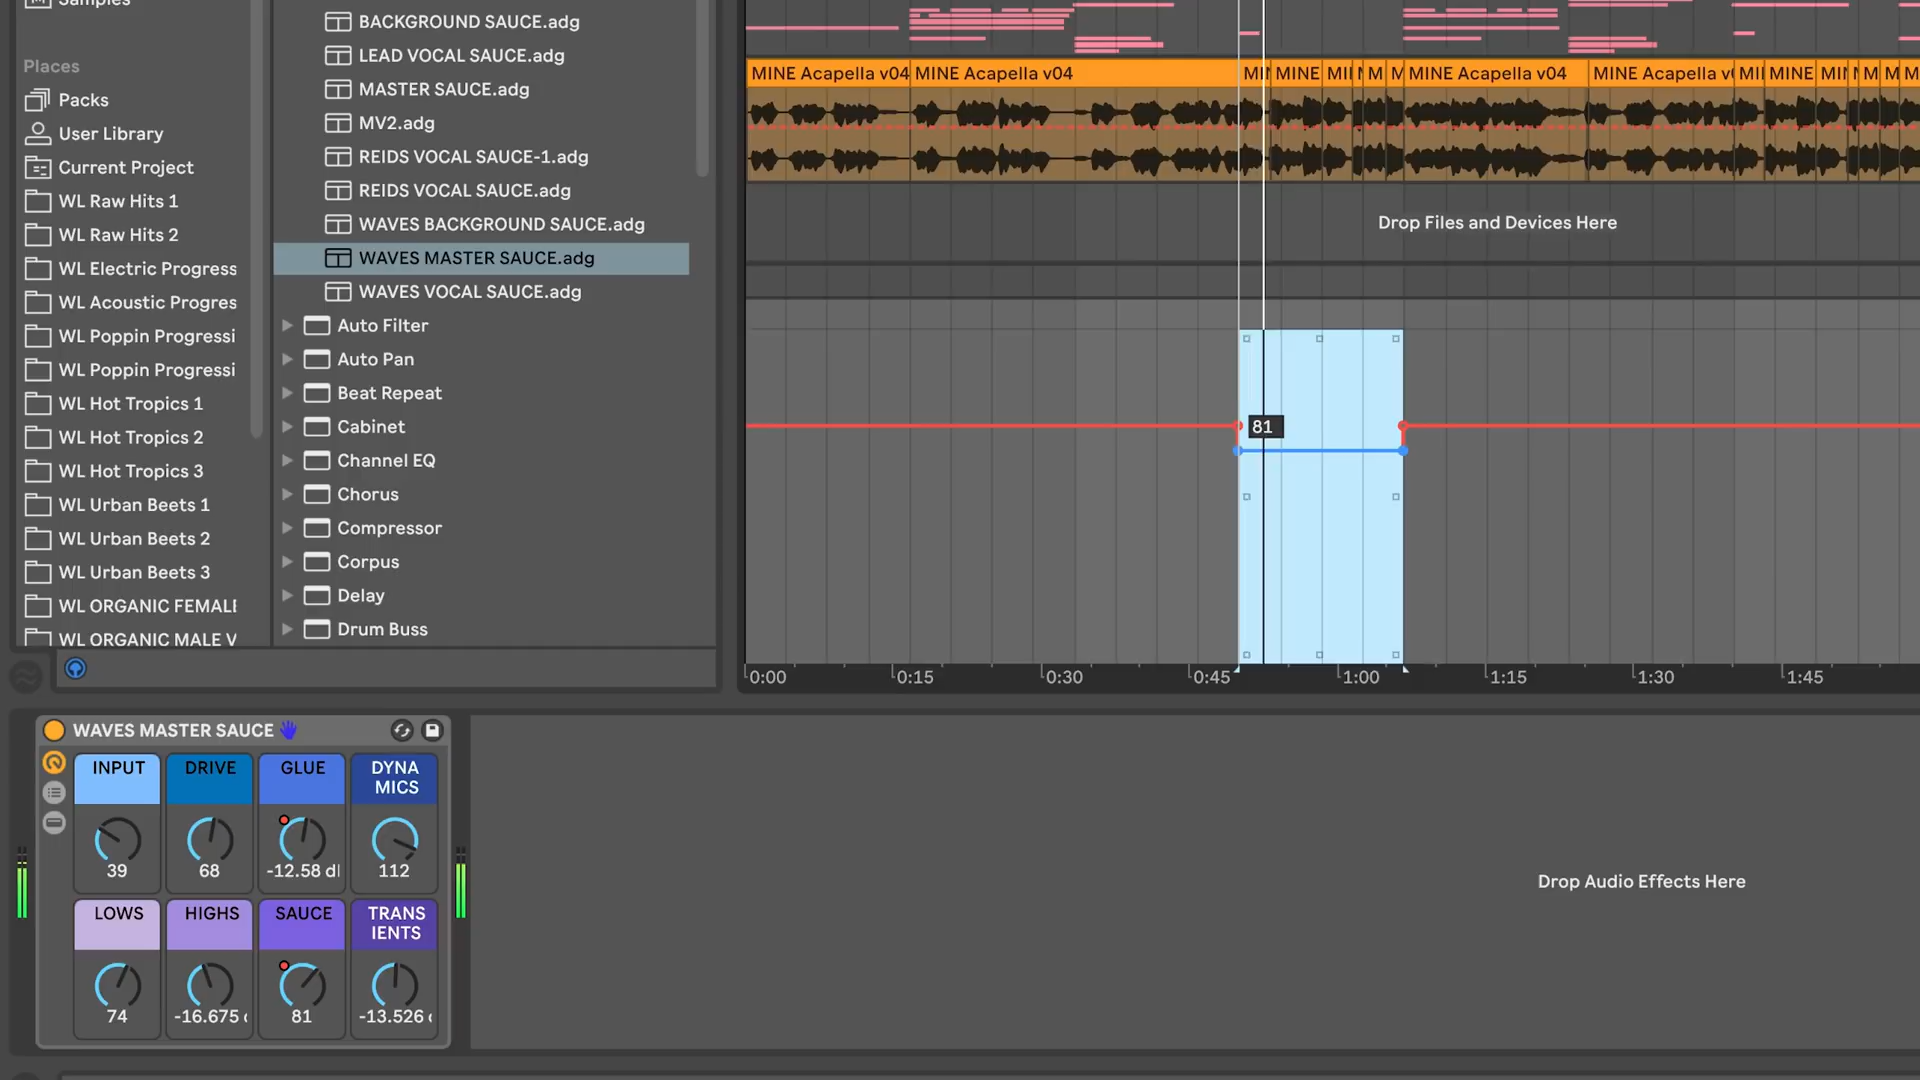 Samples
Places
Packs
User Library
Current Project
WL Raw Hits 1
WL Raw Hits 2
WL Electric Progress
WL Acoustic Progres
WL Poppin Progressi
WL Poppin Progressi
WL Hot Tropics 1
WL Hot Tropics 2
WL Hot Tropics 3
WL Urban Beets 1
WL Urban Beets 2
WL Urban Beets 3
WL ORGANIC FEMALE
WL ORGANIC MALE V
BACKGROUND SAUCE.adg
LEAD VOCAL SAUCE.adg
MASTER SAUCE.adg
MV2.adg
REIDS VOCAL SAUCE-1.adg
REIDS VOCAL SAUCE.adg
WAVES BACKGROUND SAUCE.adg
WAVES MASTER SAUCE.adg
WAVES VOCAL SAUCE.adg
Auto Filter
Auto Pan
Beat Repeat
Cabinet
Channel EQ
Chorus
Compressor
Corpus
Delay
Drum Buss
MINE Acapella v04 MINE Acapella v04 MIN MINE MII M M MINE Acapella v04 MINE Acapella v MII MINE MIN M M M
Drop Files and Devices Here
81
0:00 0:15 0:30 0:45 1:00 1:15 1:30 1:45
WAVES MASTER SAUCE
INPUT DRIVE GLUE DYNA
MICS
39 68 -12.58 dl 112
LOWS HIGHS SAUCE TRANS
IENTS
74 -16.675 81 -13.526
Drop Audio Effects Here